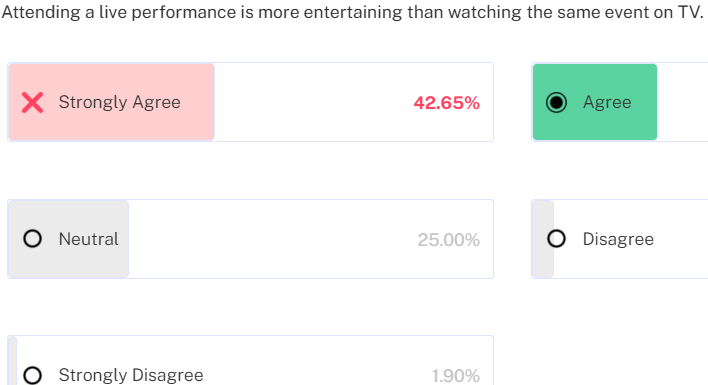 Attending a live performance is more entertaining than watching the same event on TV.
Strongly Agree 42.65% Agree
Neutral 25.00% Disagree
Strongly Disagree 1.90%